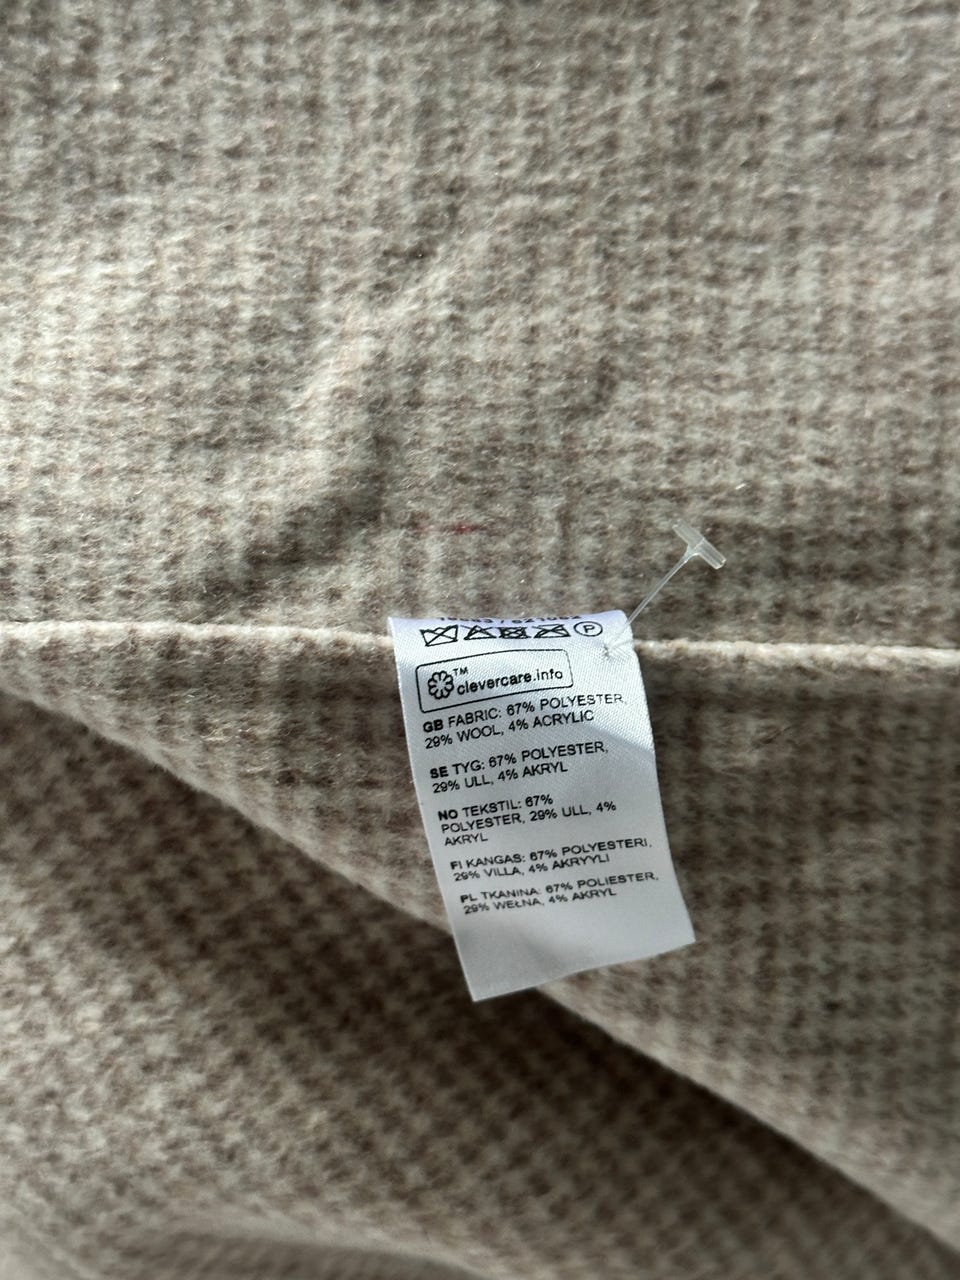 P
™
clevercare.info
GB FABRIC: 67% POLYESTER,
29% WOOL, 4% ACRYLIC
SE TYG: 67% POLYESTER,
29% ULL, 4% AKRYL
NO TEKSTIL: 67%
POLYESTER, 29% ULL, 4%
AKRYL
FI KANGAS: 67% POLYESTERI,
29% VILLA, 4% AKRYYLI
PL TKANINA: 67% POLIESTER,
29% WEŁNA, 4% AKRYL